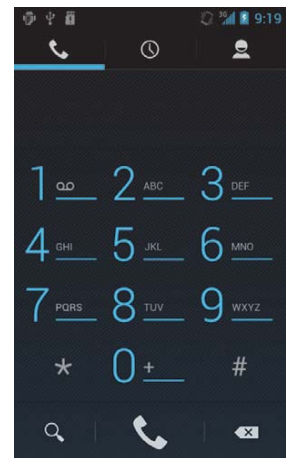 3G 9:19
1 2 ABC 3 DEF
4 GHI 5 JKL 6 MNO
7 PQRS 8 TUV 9 WXYZ
* 0 + #